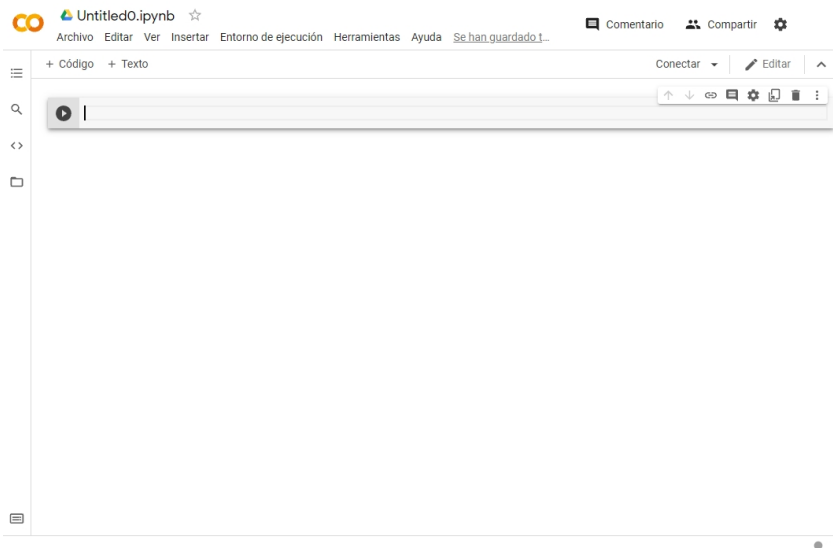 Untitled0.ipynb
Comentario Compartir
Archivo Editar Ver Insertar Entorno de ejecución Herramientas Ayuda Se han guardado t...
+ Código + Texto Conectar Editar